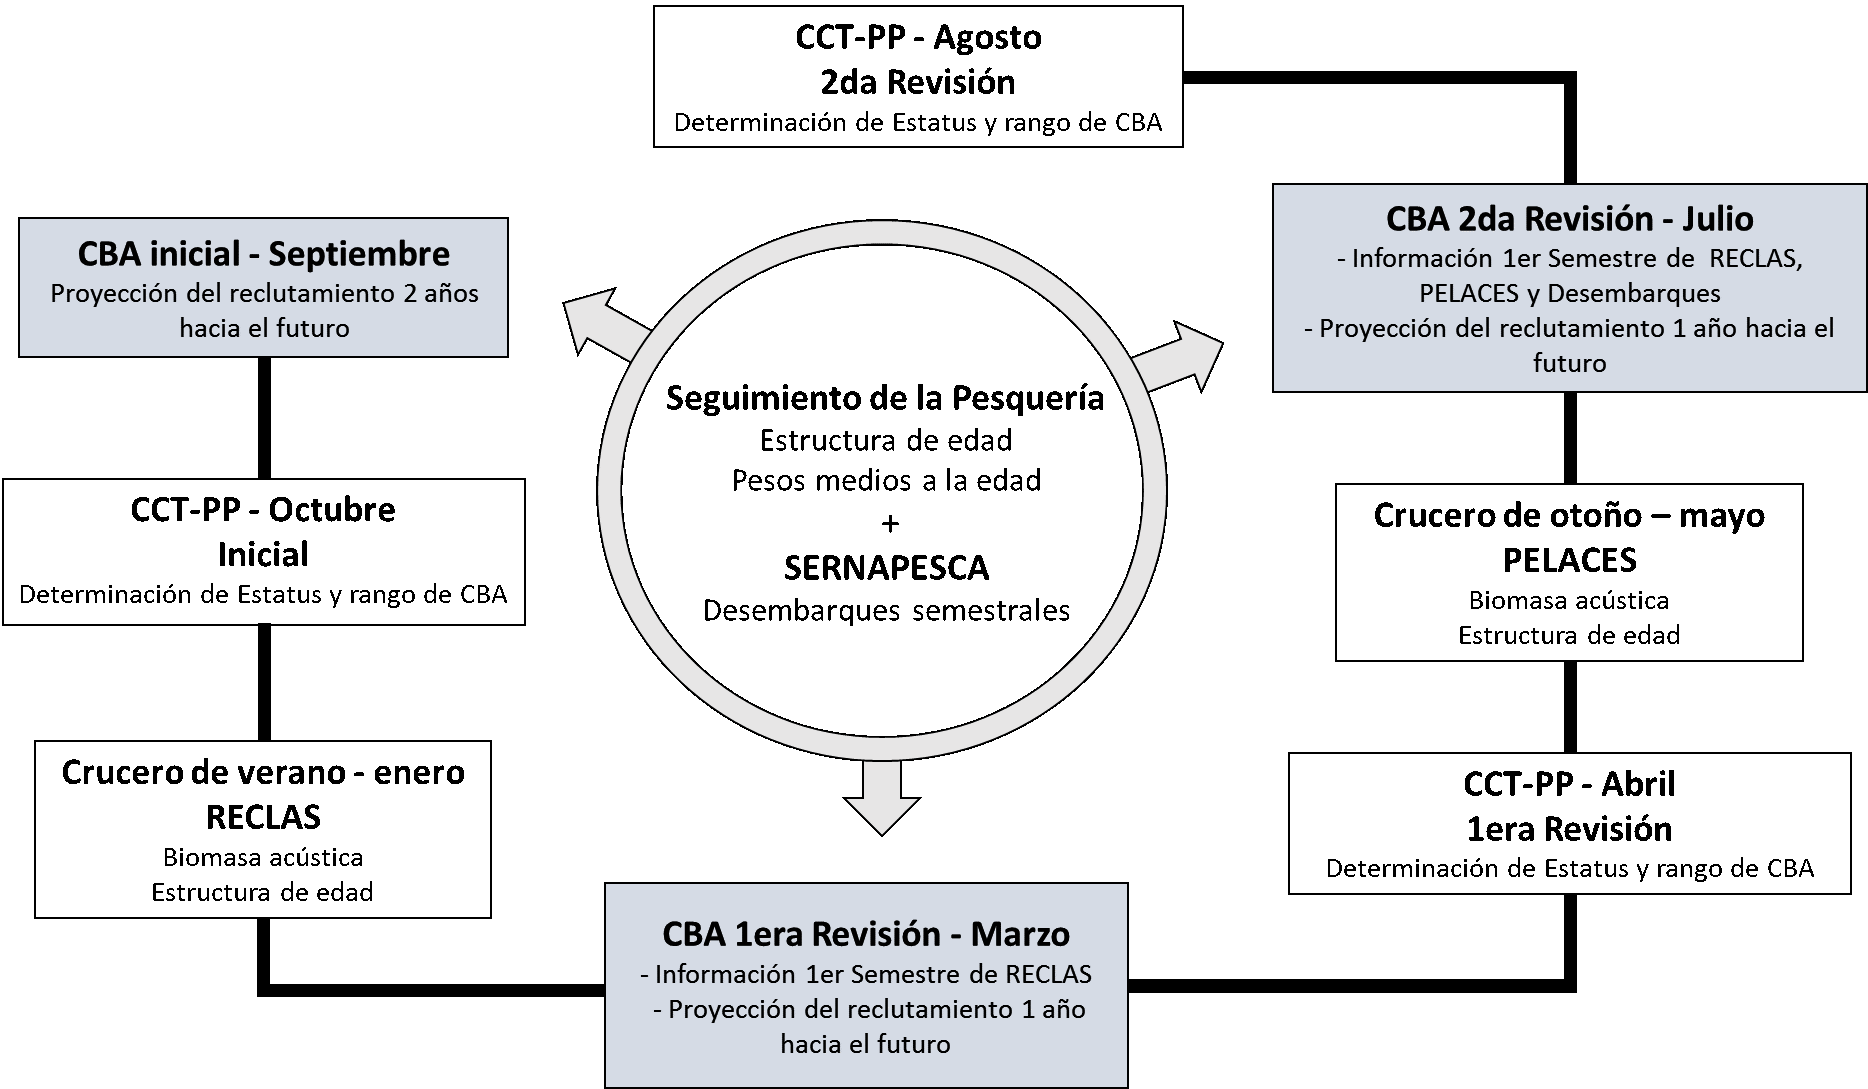 CCT-PP - Agosto
2da Revisión
Determinación de Estatus y rango de CBA
CBA inicial - Septiembre
Proyección del reclutamiento 2 años
hacia el futuro
CCT-PP - Octubre
Inicial
Determinación de Estatus y rango de CBA
Crucero de verano - enero
RECLAS
Biomasa acústica
Estructura de edad
CBA 1era Revisión - Marzo
- Información 1er Semestre de RECLAS
- Proyección del reclutamiento 1 año
hacia el futuro
CCT-PP - Abril
1era Revisión
Determinación de Estatus y rango de CBA
Crucero de otoño – mayo
PELACES
Biomasa acústica
Estructura de edad
CBA 2da Revisión - Julio
- Información 1er Semestre de  RECLAS,
PELACES y Desembarques
- Proyección del reclutamiento 1 año hacia el
futuro
Seguimiento de la Pesquería
Estructura de edad
Pesos medios a la edad
+
SERNAPESCA
Desembarques semestrales